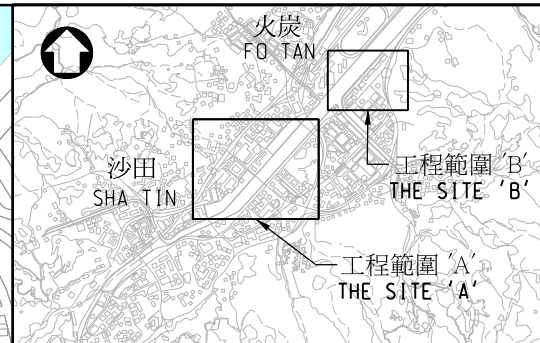 火炭
FO TAN
沙田
SHA TIN
工程範圍 'B'
THE SITE 'B'
工程範圍 'A'
THE SITE 'A'